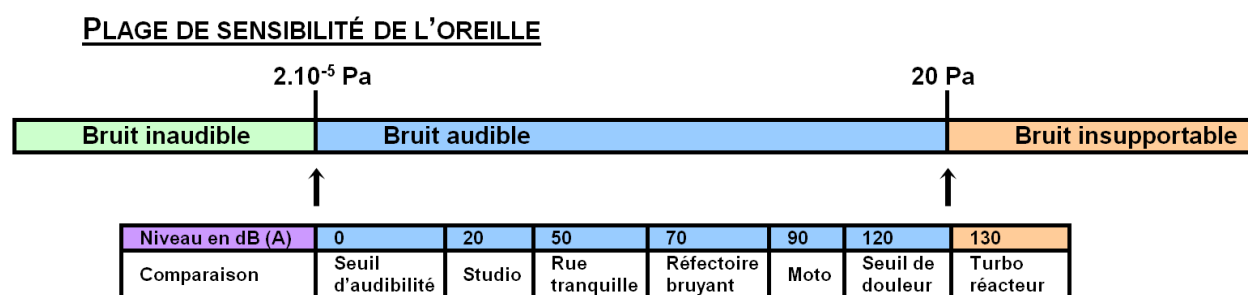 PLAGE DE SENSIBILITÉ DE L'OREILLE
2.10⁻⁵ Pa 20 Pa
Bruit inaudible Bruit audible Bruit insupportable
Niveau en dB (A) 0 20 50 70 90 120 130
Comparaison Seuil d'audibilité Studio Rue tranquille Réfectoire bruyant Moto Seuil de douleur Turbo réacteur